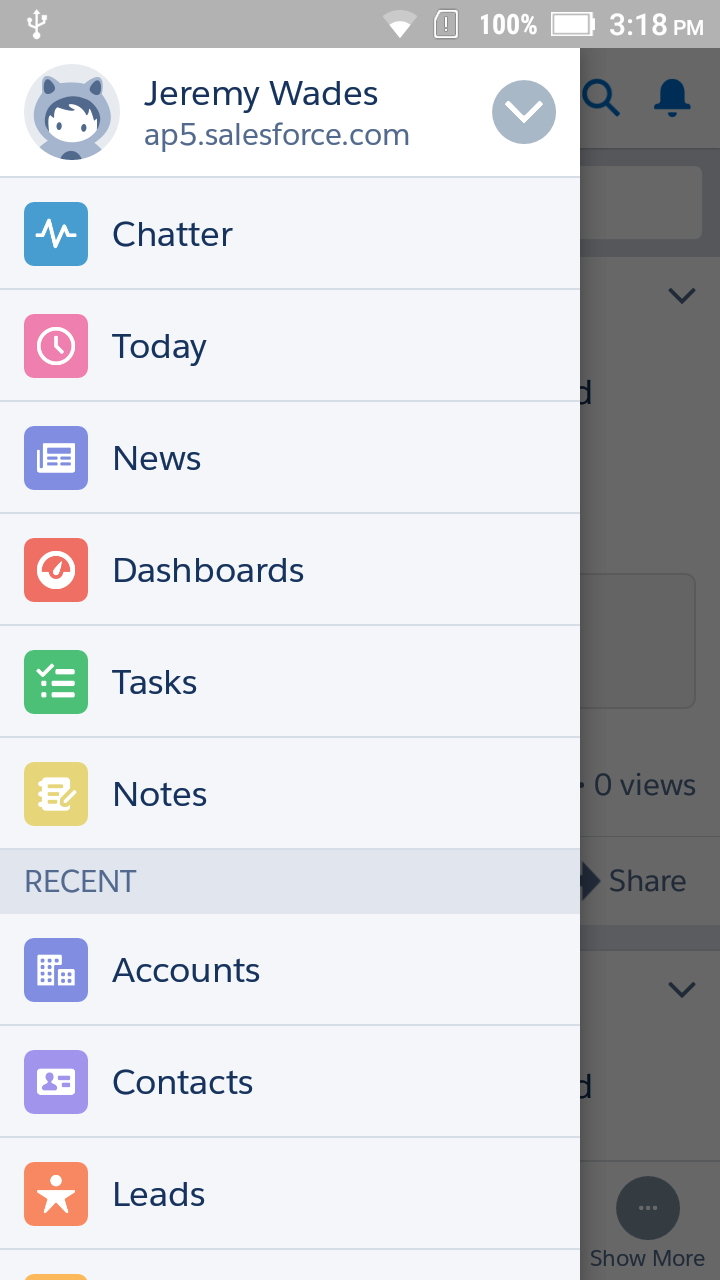 100% 3:18 PM
Jeremy Wades
ap5.salesforce.com
Chatter
Today
d
News
Dashboards
Tasks
Notes
• 0 views
RECENT
Share
Accounts
Contacts
d
Leads
Show More